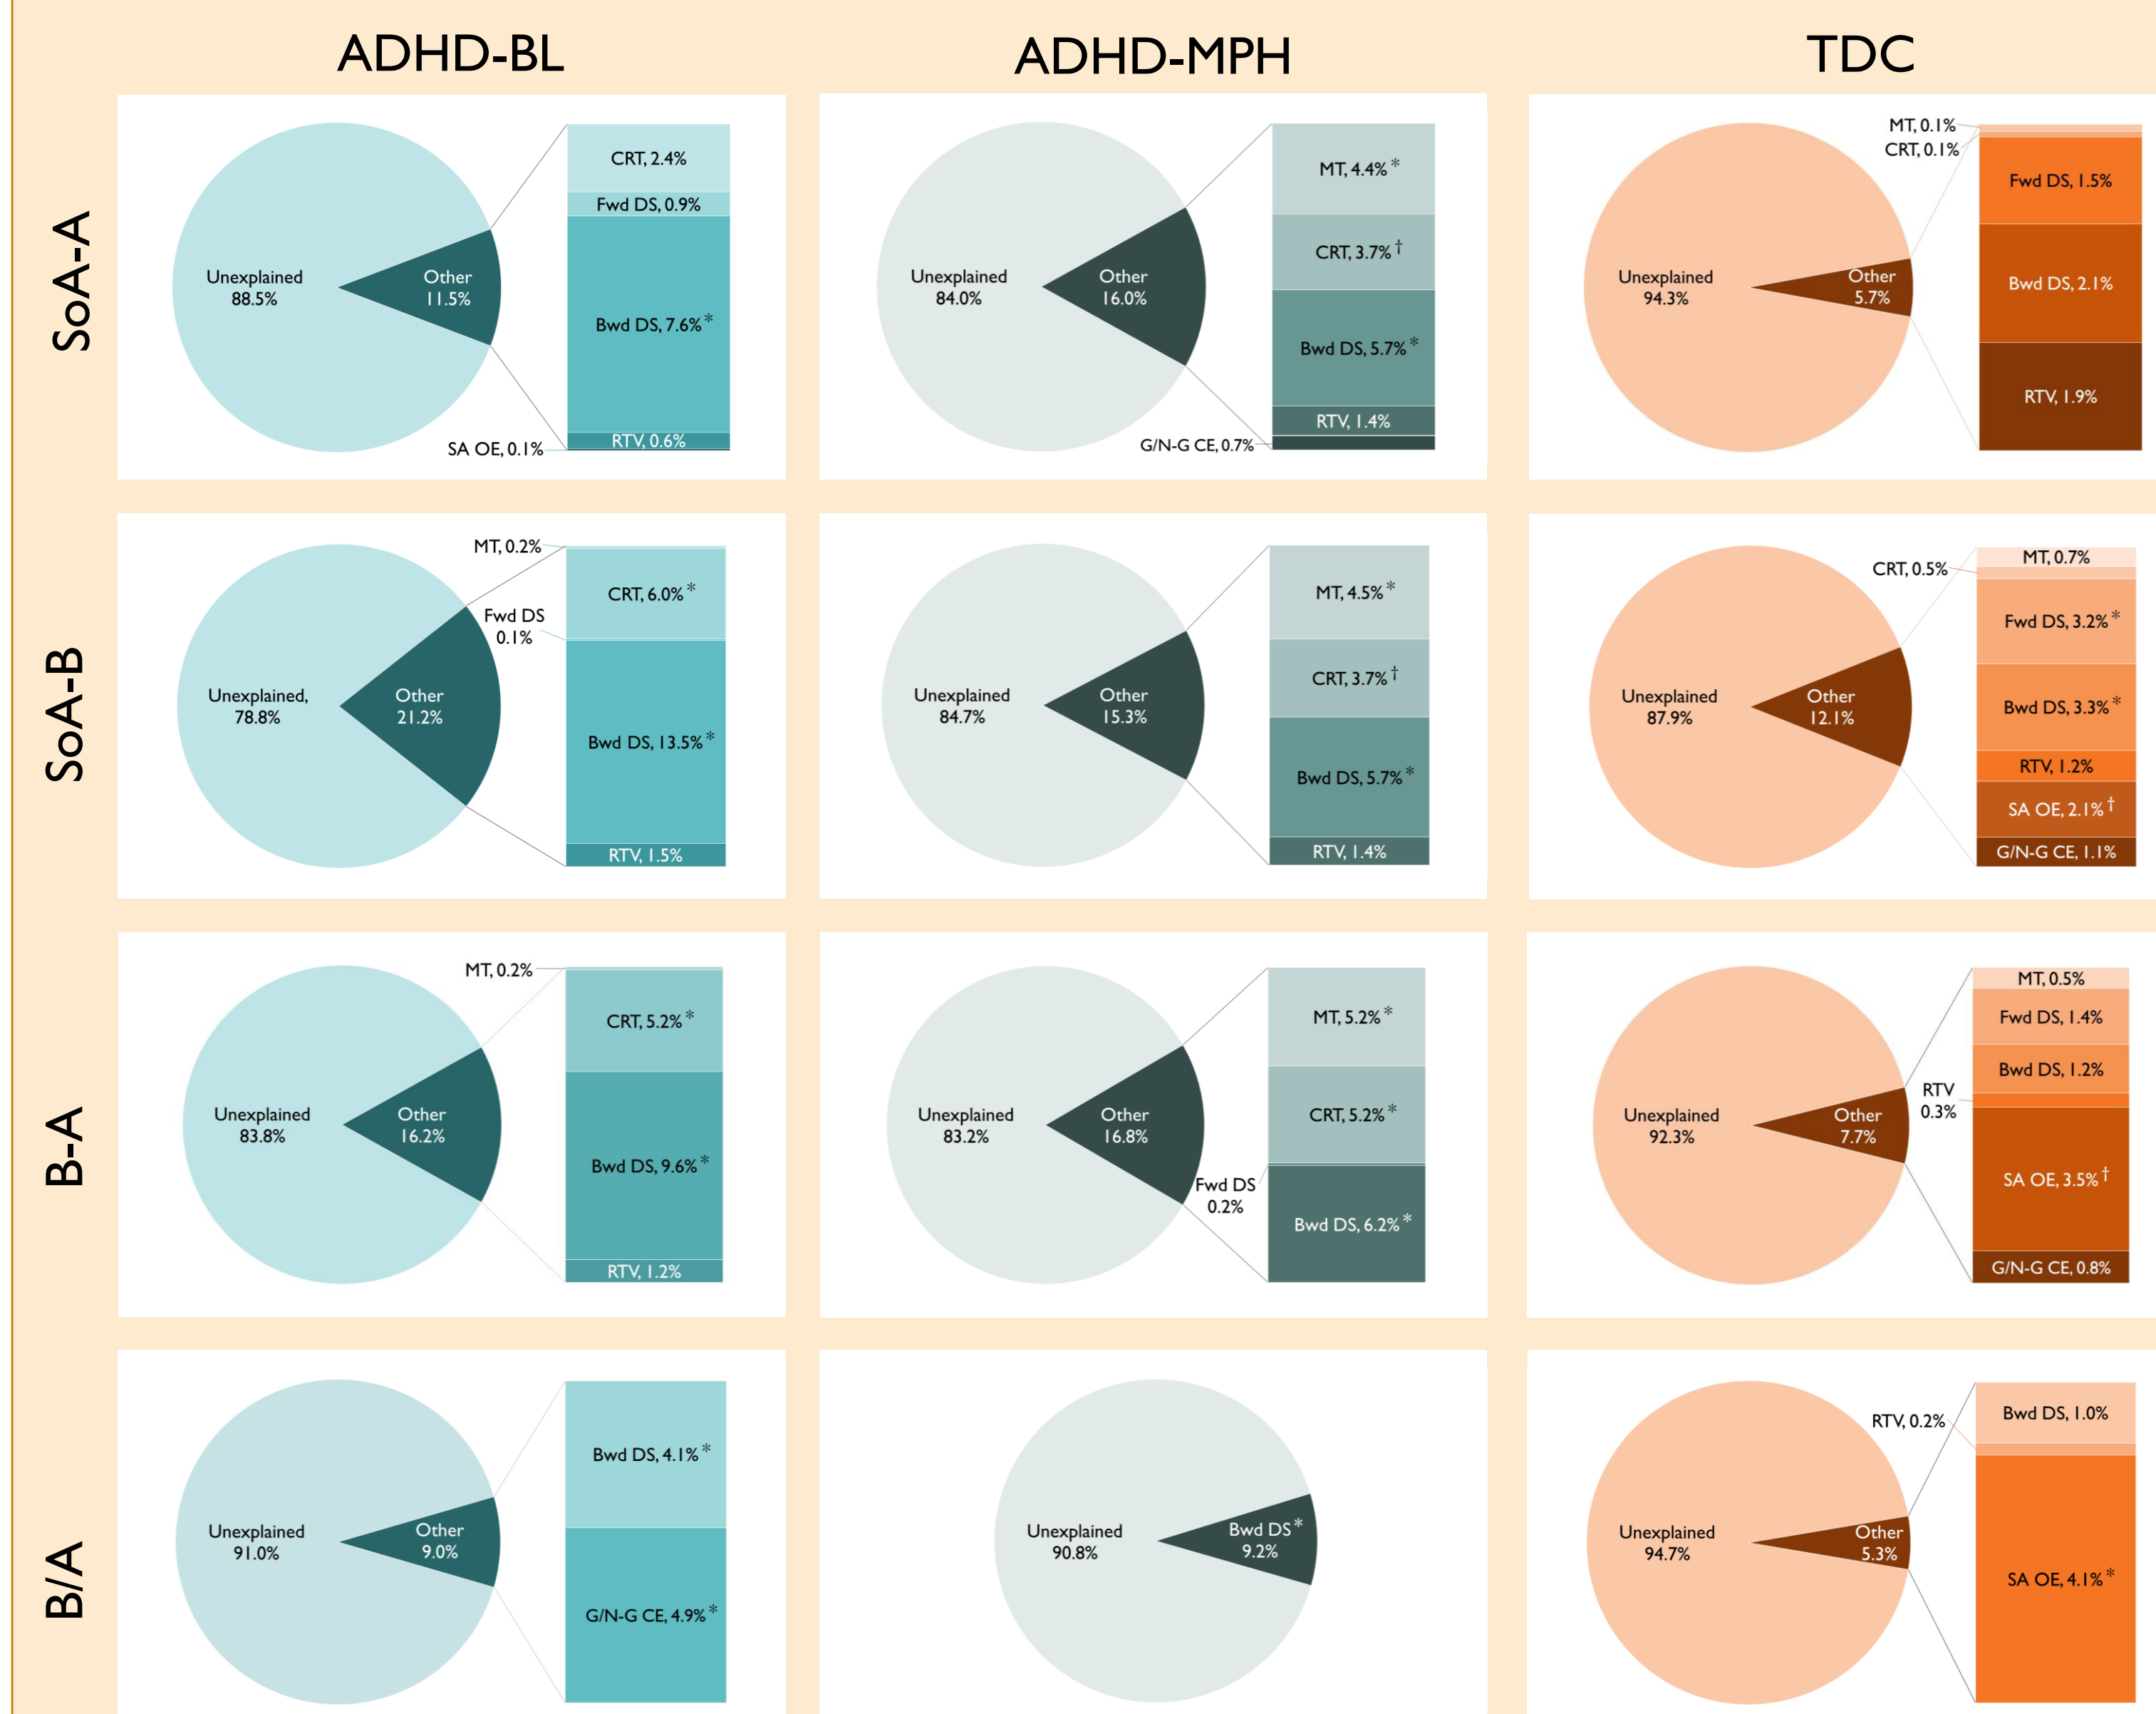 ADHD-BL
ADHD-MPH
TDC
SoA-A
Unexplained
88.5%
Other
11.5%
CRT, 2.4%
Fwd DS, 0.9%
Bwd DS, 7.6%*
RTV, 0.6%
SA OE, 0.1%
Unexplained
84.0%
Other
16.0%
MT, 4.4%*
CRT, 3.7%†
Bwd DS, 5.7%*
RTV, 1.4%
G/N-G CE, 0.7%
Unexplained
94.3%
Other
5.7%
MT, 0.1%
CRT, 0.1%
Fwd DS, 1.5%
Bwd DS, 2.1%
RTV, 1.9%
SoA-B
Unexplained,
78.8%
Other
21.2%
MT, 0.2%
CRT, 6.0%*
Fwd DS
0.1%
Bwd DS, 13.5%*
RTV, 1.5%
Unexplained
84.7%
Other
15.3%
MT, 4.5%*
CRT, 3.7%†
Bwd DS, 5.7%*
RTV, 1.4%
Unexplained
87.9%
Other
12.1%
MT, 0.7%
CRT, 0.5%
Fwd DS, 3.2%*
Bwd DS, 3.3%*
RTV, 1.2%
SA OE, 2.1%†
G/N-G CE, 1.1%
B-A
Unexplained
83.8%
Other
16.2%
MT, 0.2%
CRT, 5.2%*
Bwd DS, 9.6%*
RTV, 1.2%
Unexplained
83.2%
Other
16.8%
MT, 5.2%*
CRT, 5.2%*
Fwd DS
0.2%
Bwd DS, 6.2%*
Unexplained
92.3%
Other
7.7%
MT, 0.5%
Fwd DS, 1.4%
Bwd DS, 1.2%
RTV
0.3%
SA OE, 3.5%†
G/N-G CE, 0.8%
B/A
Unexplained
91.0%
Other
9.0%
Bwd DS, 4.1%*
G/N-G CE, 4.9%*
Unexplained
90.8%
Bwd DS*
9.2%
Unexplained
94.7%
Other
5.3%
Bwd DS, 1.0%
RTV, 0.2%
SA OE, 4.1%*